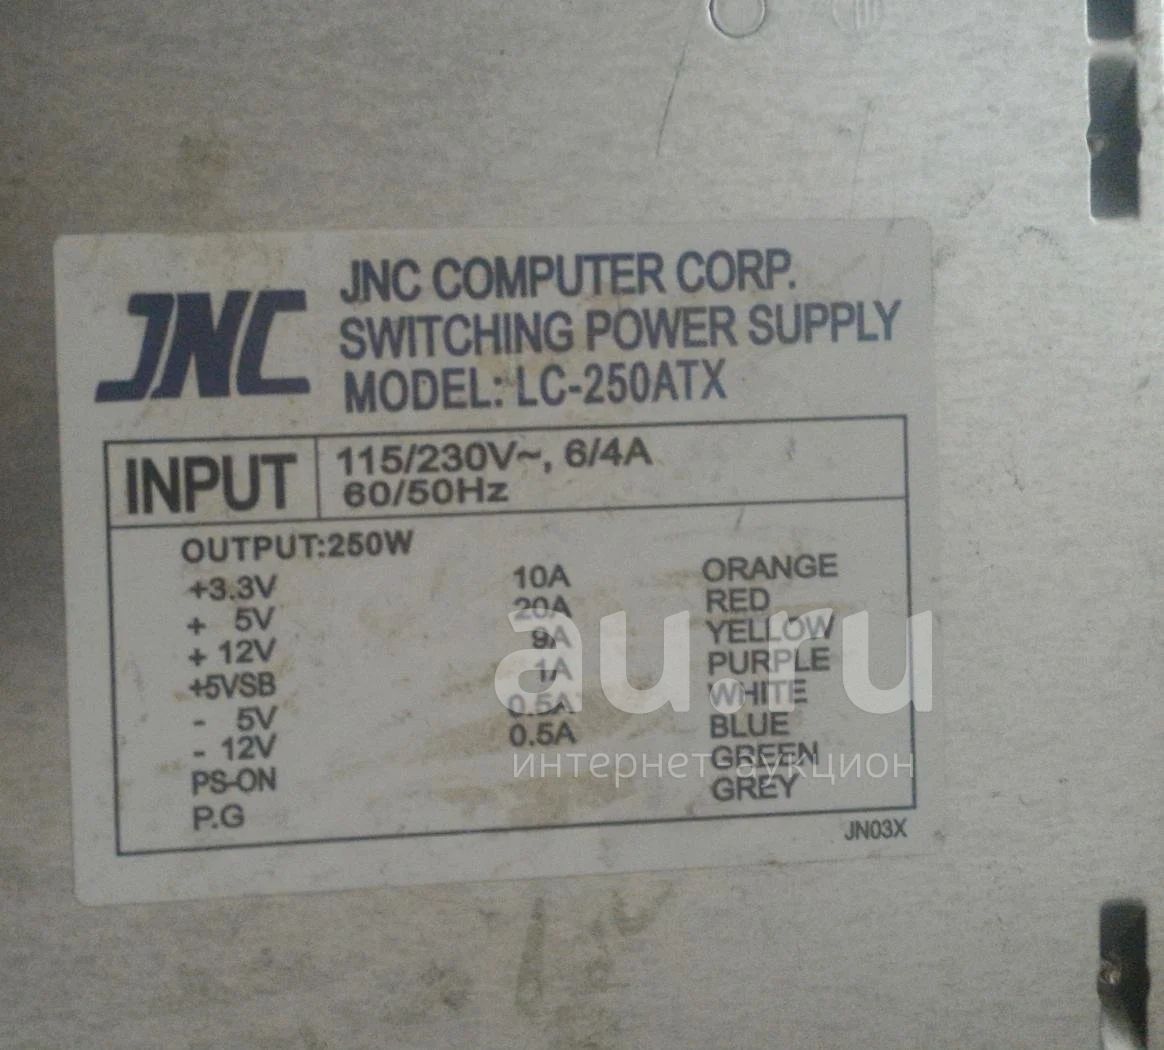 JNC
JNC COMPUTER CORP.
SWITCHING POWER SUPPLY
MODEL: LC-250ATX
INPUT
115/230V~, 6/4A
60/50Hz
OUTPUT:250W
+3.3V 10A ORANGE
+ 5V 20A RED
+ 12V 9A YELLOW
+5VSB 1A PURPLE
- 5V 0.5A WHITE
- 12V 0.5A BLUE
PS-ON GREEN
P.G GREY
JN03X
au.ru
интернет аукцион